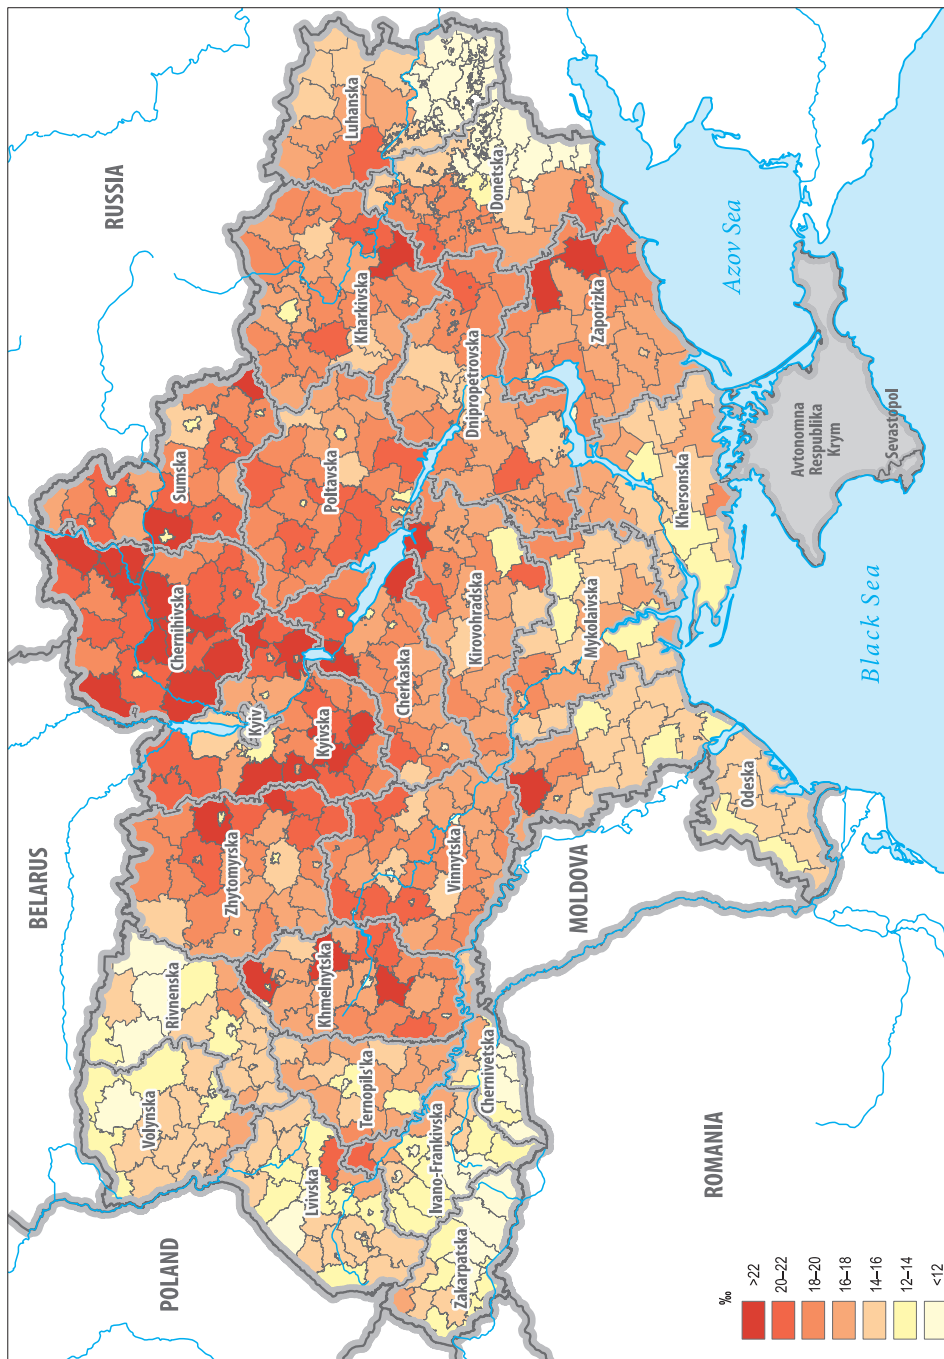 RUSSIA
BELARUS
POLAND
MOLDOVA
ROMANIA
Azov Sea
Black Sea
Luhanska
Donetska
Kharkivska
Sumska
Poltavska
Dnipropetrovska
Zaporizka
Chernihivska
Khersonska
Avtonomna
Respublika
Krym
Sevastopol
Kirovohradska
Mykolaivska
Cherkaska
Kyiv
Kyivska
Odeska
Zhytomyrska
Vinnytska
Rivnenska
Khmelnytska
Volynska
Ternopils'ka
Chernivetska
Lvivska
Ivano-Frankivska
Zakarpatska
‰
>22
20–22
18–20
16–18
14–16
12–14
<12